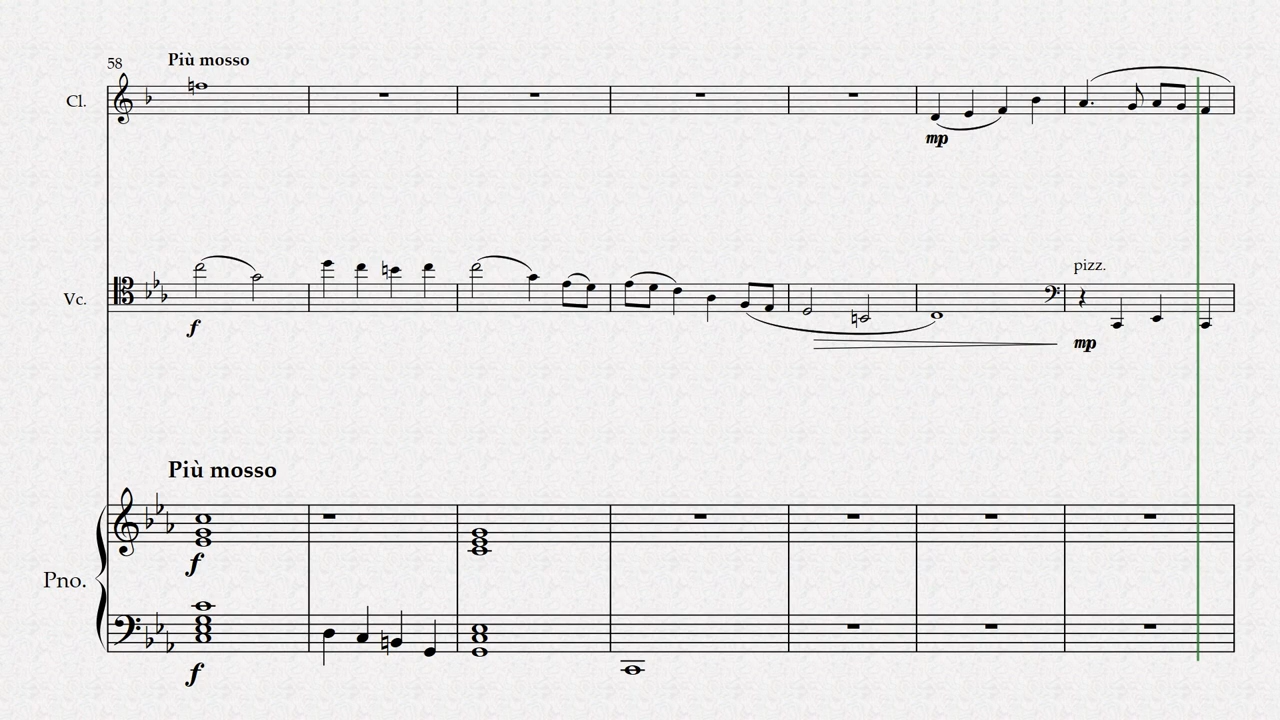 58
Più mosso
Cl.
mp
pizz.
Vc.
f
mp
Più mosso
f
Pno.
f